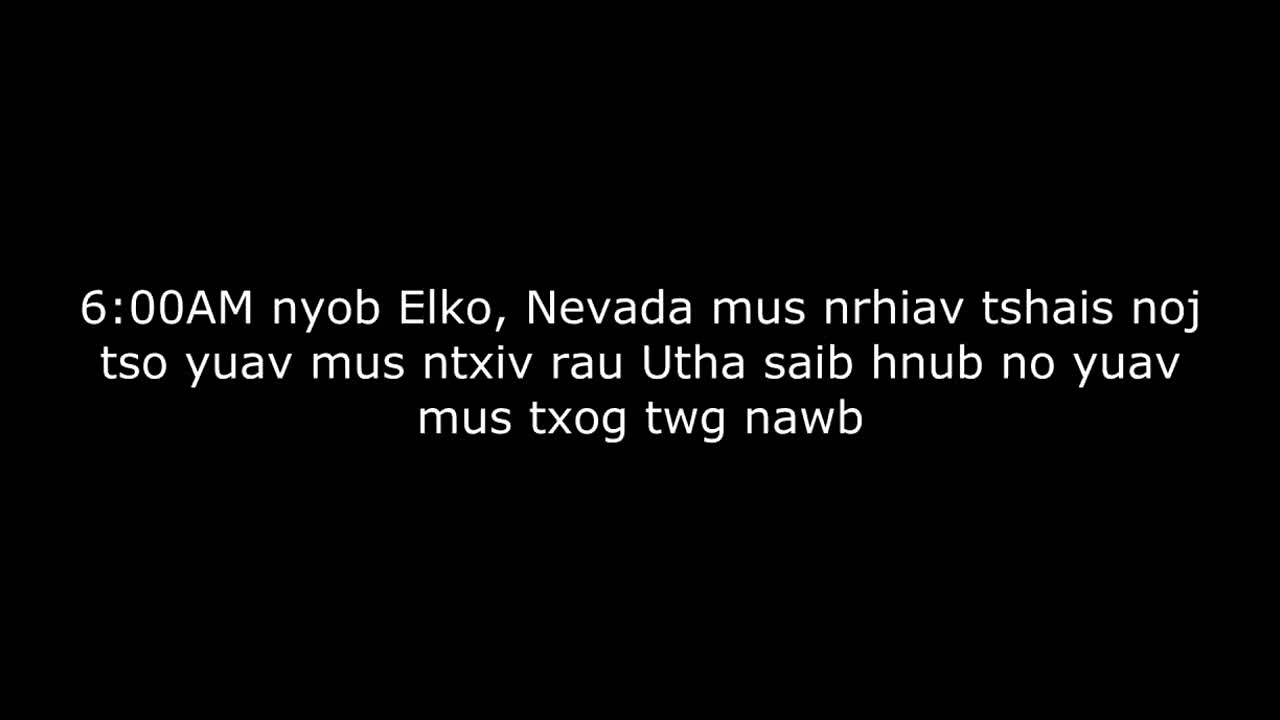 6:00AM nyob Elko, Nevada mus nrhiav tshais noj
tso yuav mus ntxiv rau Utha saib hnub no yuav
mus txog twg nawb